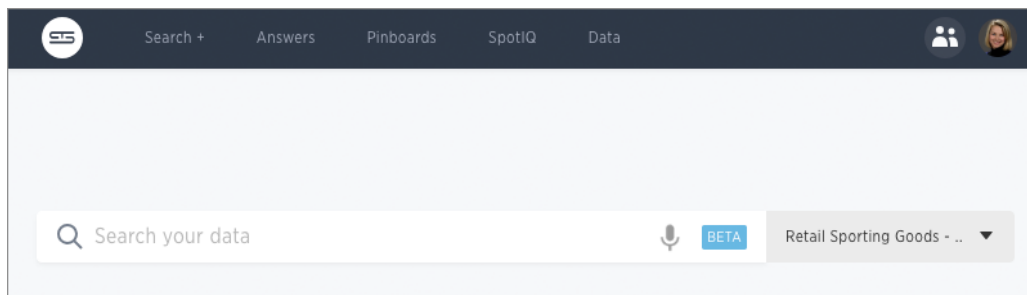 Search + Answers Pinboards SpotIQ Data
Search your data BETA Retail Sporting Goods - ..